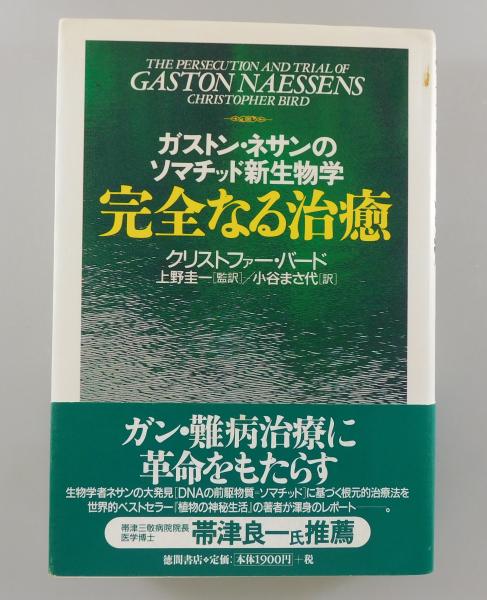 THE PERSECUTION AND TRIAL OF
GASTON NAESSENS
CHRISTOPHER BIRD
ガストン・ネサンの
ソマチッド新生物学
完全なる治癒
クリストファー・バード
上野圭一[監訳]/小谷まさ代[訳]
ガン・難病治療に
革命をもたらす
生物学者ネサンの大発見[DNAの前駆物質=ソマチッド]に基づく根元的治療法を
世界的ベストセラー『植物の神秘生活』の著者が渾身のレポート――。
帯津三敬病院院長
医学博士
帯津良一氏推薦
徳間書店❖定価:本体1900円+税